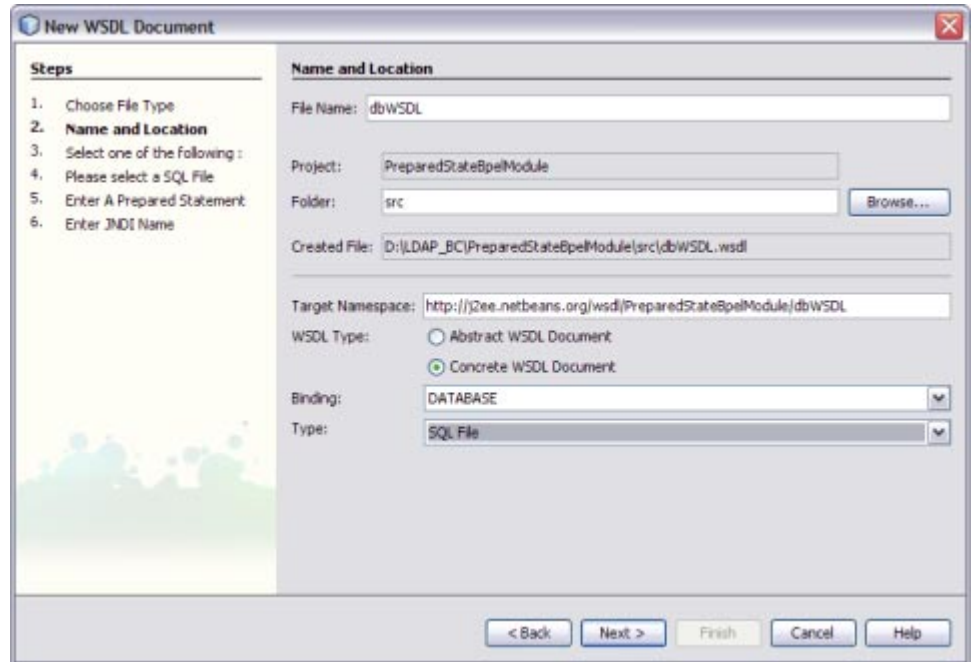 New WSDL Document
Steps
1. Choose File Type
2. Name and Location
3. Select one of the following :
4. Please select a SQL File
5. Enter A Prepared Statement
6. Enter JNDI Name
Name and Location
File Name: dbWSDL
Project: PreparedStateBpelModule
Folder: src Browse...
Created File: D:\LDAP_BC\PreparedStateBpelModule\src\dbWSDL.wsdl
Target Namespace: http://j2ee.netbeans.org/wsdl/PreparedStateBpelModule/dbWSDL
WSDL Type: Abstract WSDL Document
Concrete WSDL Document
Binding: DATABASE
Type: SQL File
< Back Next > Finish Cancel Help